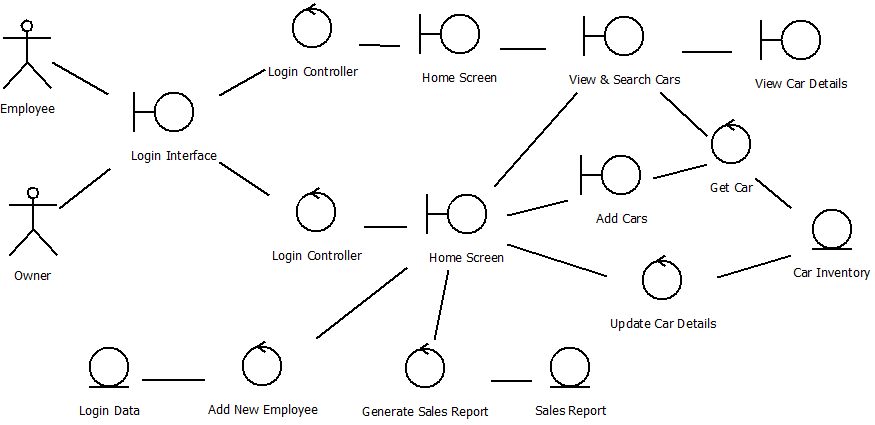 Employee
Login Controller
Home Screen
View & Search Cars
View Car Details
Login Interface
Get Car
Add Cars
Owner
Login Controller
Home Screen
Car Inventory
Update Car Details
Login Data
Add New Employee
Generate Sales Report
Sales Report